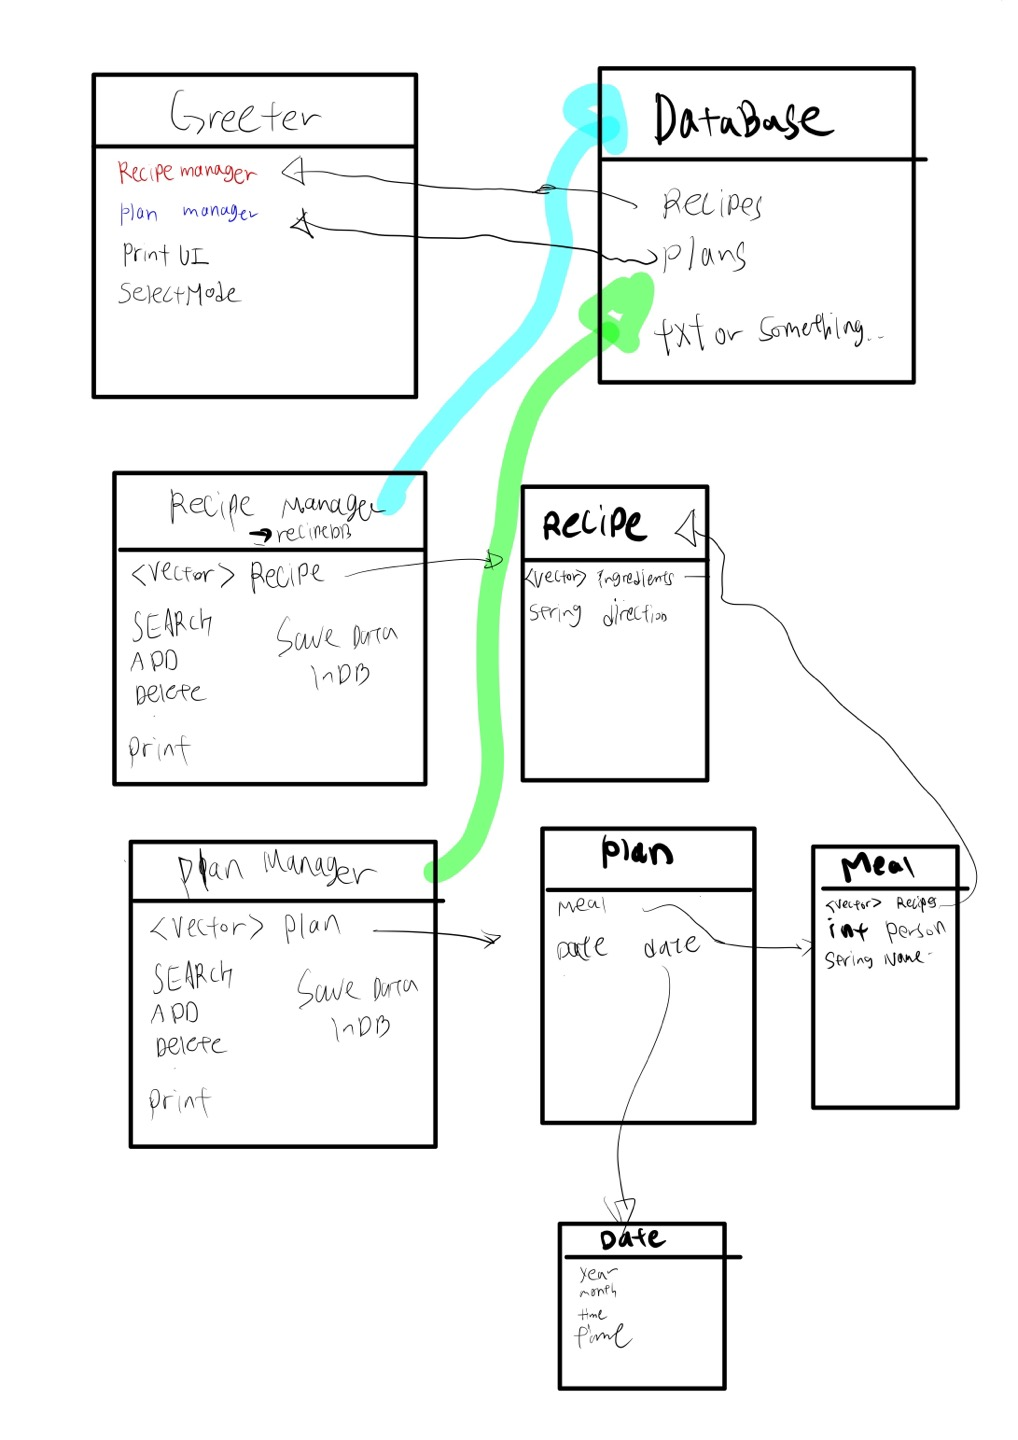 Greeter
Recipe manager
plan manager
Print UI
SelectMode
DataBase
Recipes
plans
txt or something..
Recipe Manager
<vector> Recipe
SEARCH
ADD
Delete
print
Save Data
InDB
Recipe
<vector> Ingredients
String direction
plan Manager
<vector> plan
SEARCH
ADD
Delete
print
Save Data
InDB
plan
Meal
Date date
Meal
<vector> Recipes
int person
String Name
Date
year
month
time